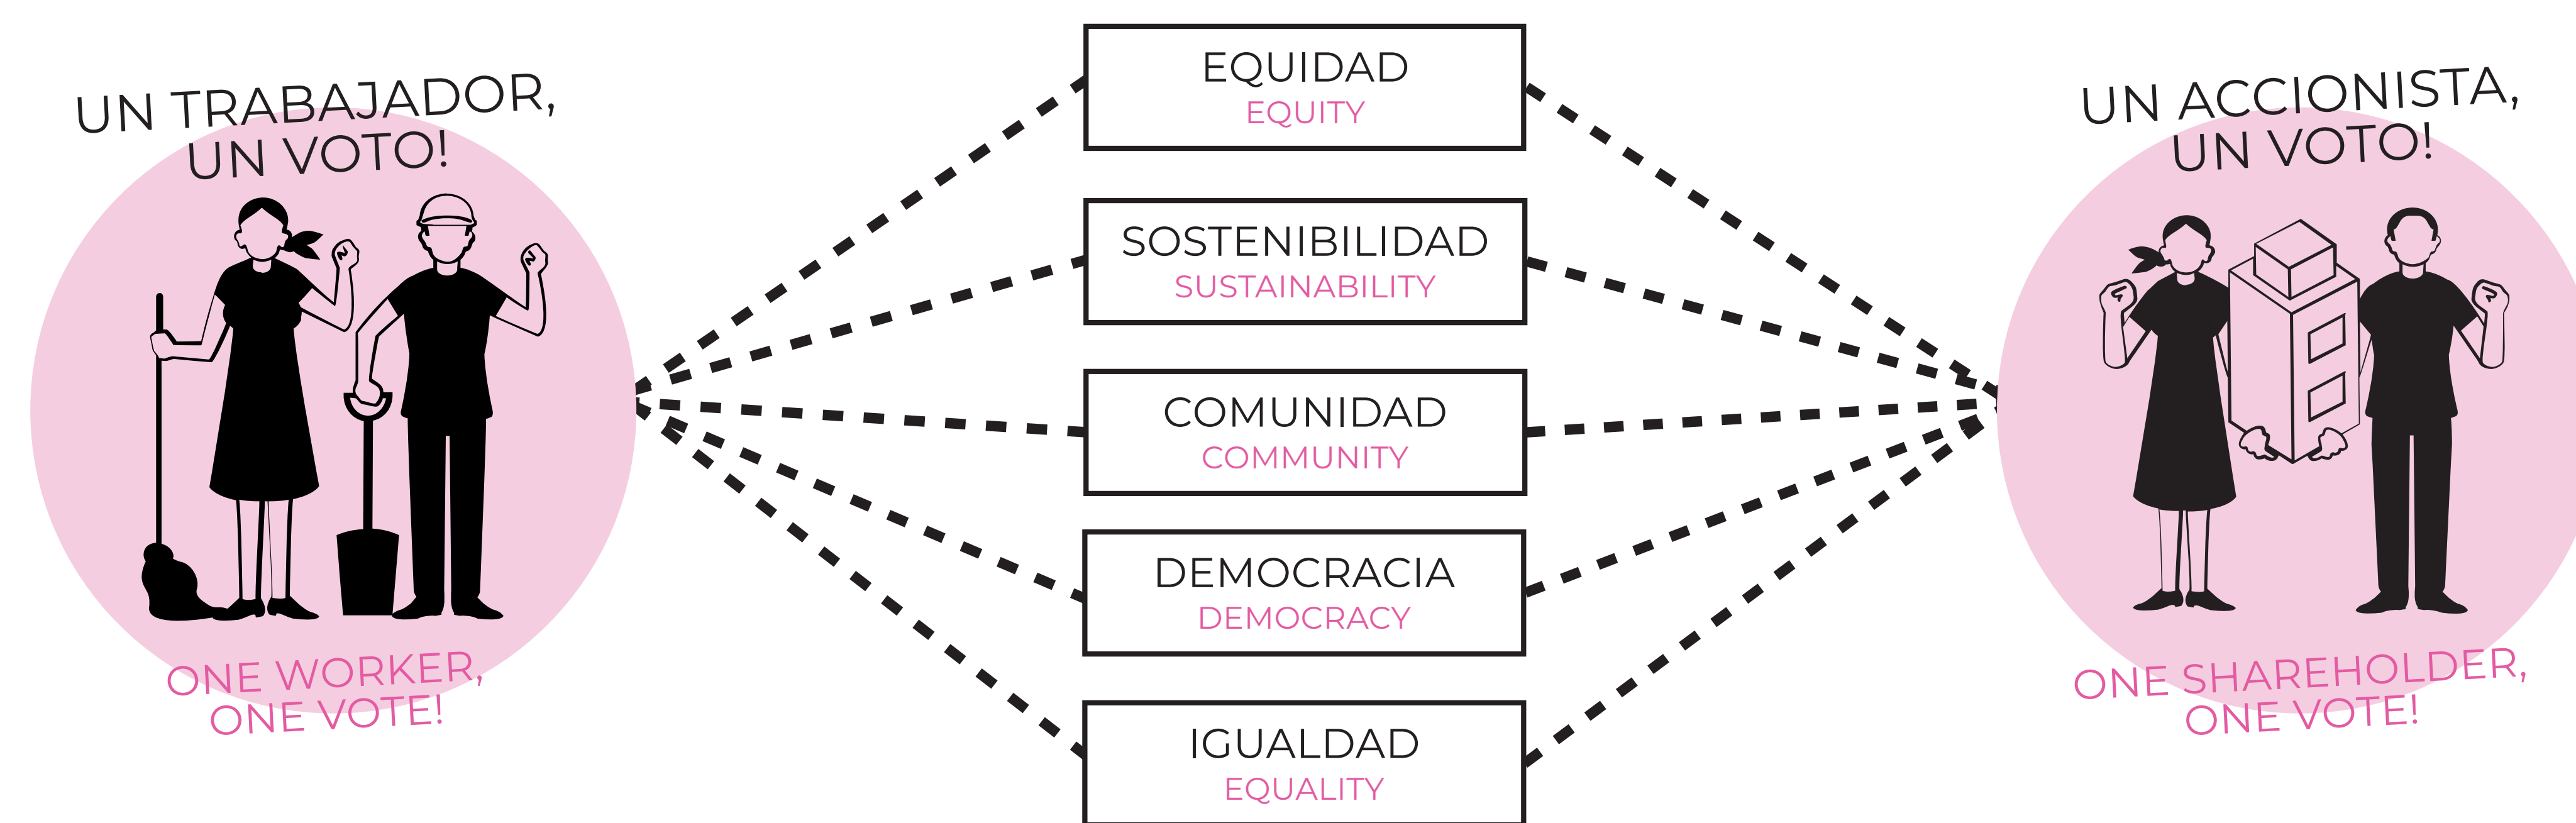 UN TRABAJADOR,
UN VOTO!
ONE WORKER,
ONE VOTE!
EQUIDAD
EQUITY
SOSTENIBILIDAD
SUSTAINABILITY
COMUNIDAD
COMMUNITY
DEMOCRACIA
DEMOCRACY
IGUALDAD
EQUALITY
UN ACCIONISTA,
UN VOTO!
ONE SHAREHOLDER,
ONE VOTE!